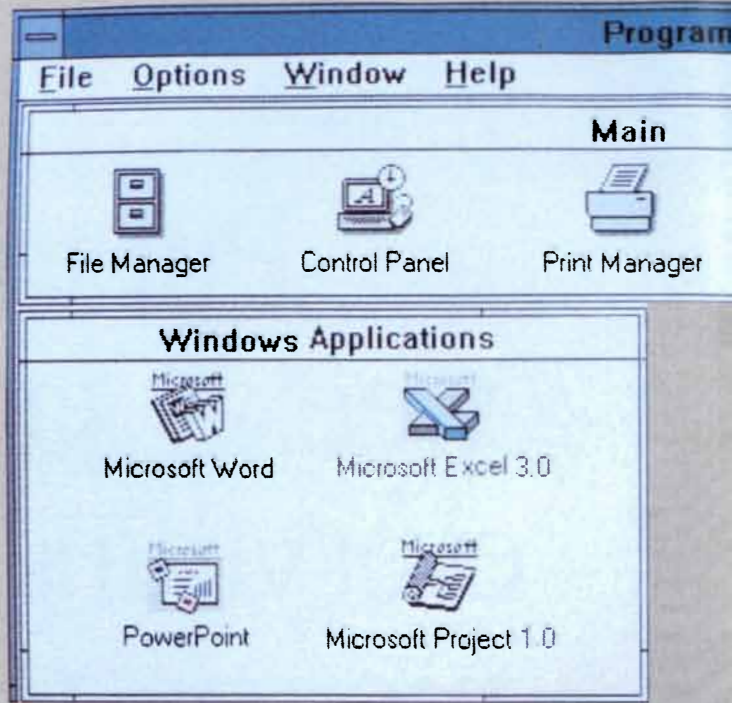 Program
File Options Window Help
Main
File Manager Control Panel Print Manager
Windows Applications
Microsoft Microsoft
Microsoft Word Microsoft Excel 3.0
Microsoft Microsoft
PowerPoint Microsoft Project 1.0